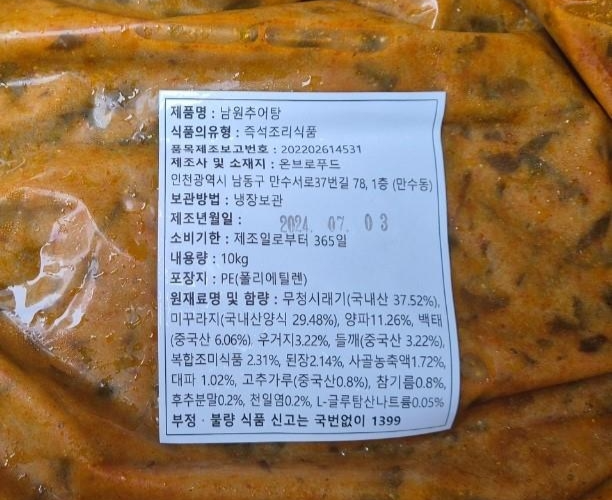 제품명 : 남원추어탕
식품의유형 : 즉석조리식품
품목제조보고번호 : 202202614531
제조사 및 소재지 : 온브로푸드
인천광역시 남동구 만수서로37번길 78, 1층 (만수동)
보관방법 : 냉장보관
제조년월일 : 2024. 07. 03
소비기한 : 제조일로부터 365일
내용량 : 10kg
포장지 : PE(폴리에틸렌)
원재료명 및 함량 : 무청시래기(국내산 37.52%),
미꾸라지(국내산양식 29.48%), 양파11.26%, 백태
(중국산 6.06%). 우거지3.22%, 들깨(중국산 3.22%),
복합조미식품 2.31%, 된장2.14%, 사골농축액1.72%,
대파 1.02%, 고추가루(중국산0.8%), 참기름0.8%,
후추분말0.2%, 천일염0.2%, L-글루탐산나트륨0.05%
부정 · 불량 식품 신고는 국번없이 1399